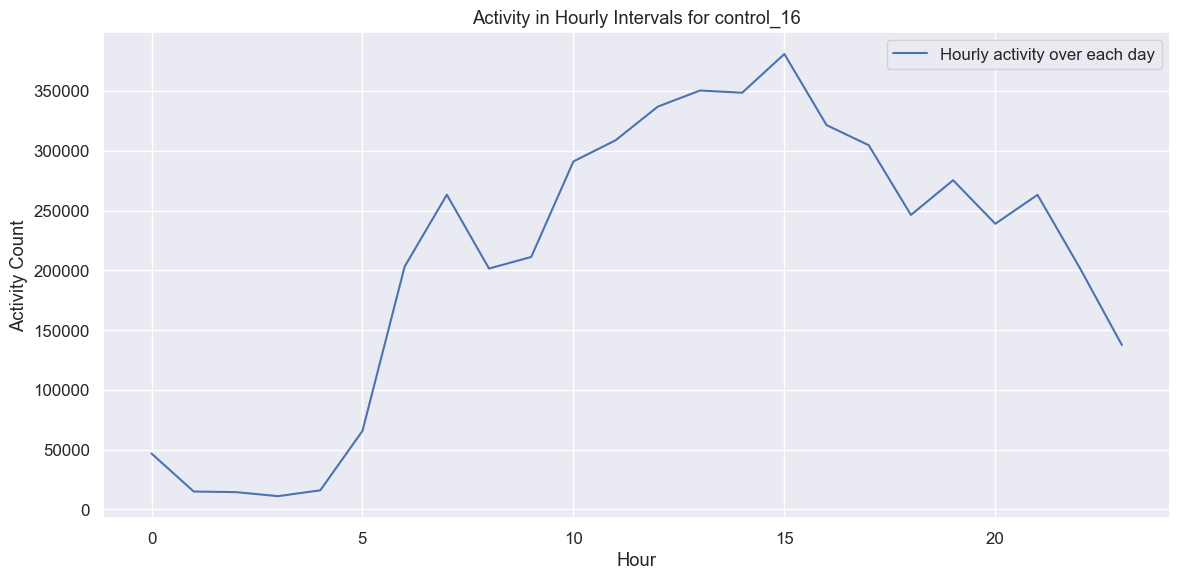 Activity in Hourly Intervals for control_16
Hourly activity over each day
Activity Count
350000
300000
250000
200000
150000
100000
50000
0
0 5 10 15 20
Hour